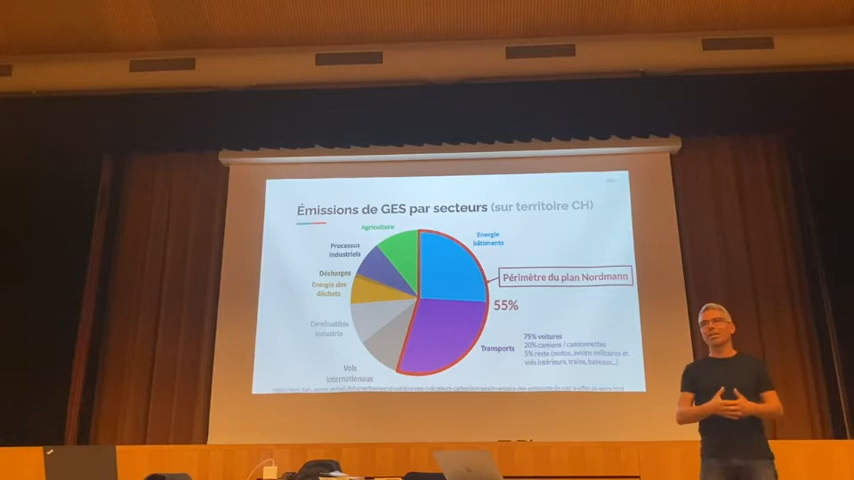 Émissions de GES par secteurs (sur territoire CH)
Agriculture
Energie
bâtiments
Processus
industriels
Périmètre du plan Nordmann
Décharges
Energie des
déchets
55%
Combustible
industrie
75% voitures
Transports
20% camions / camionnettes
5% reste (motos, avions militaires et
vols intérieurs, trains, bateaux...)
Vols
internationaux